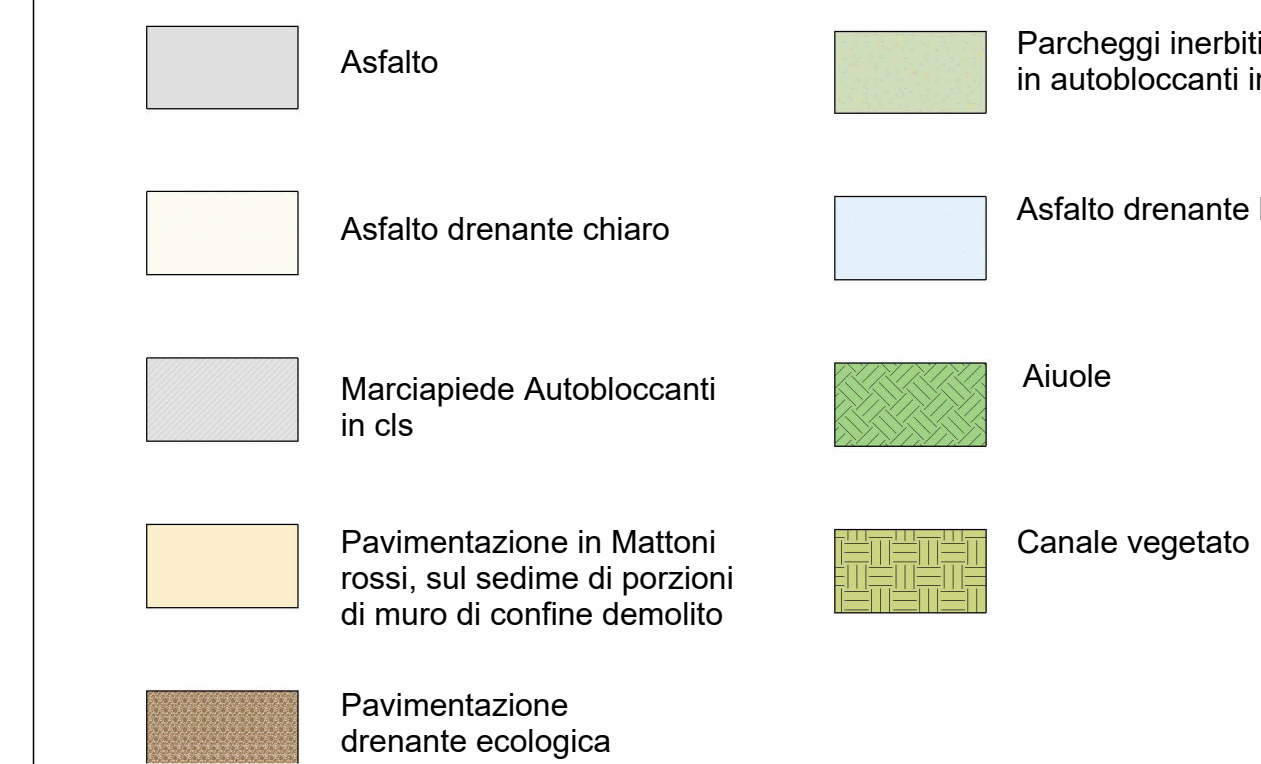 Asfalto
Asfalto drenante chiaro
Marciapiede Autobloccanti
in cls
Pavimentazione in Mattoni
rossi, sul sedime di porzioni
di muro di confine demolito
Pavimentazione
drenante ecologica
Parcheggi inerbiti
in autobloccanti
Asfalto drenante
Aiuole
Canale vegetato